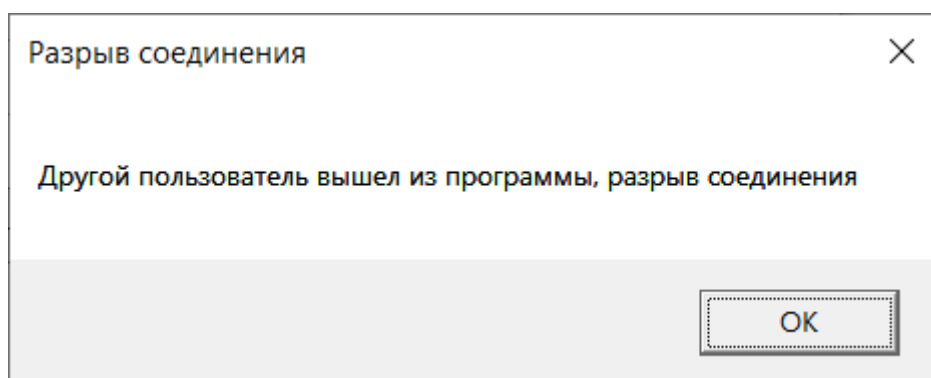 Разрыв соединения
Другой пользователь вышел из программы, разрыв соединения
OK